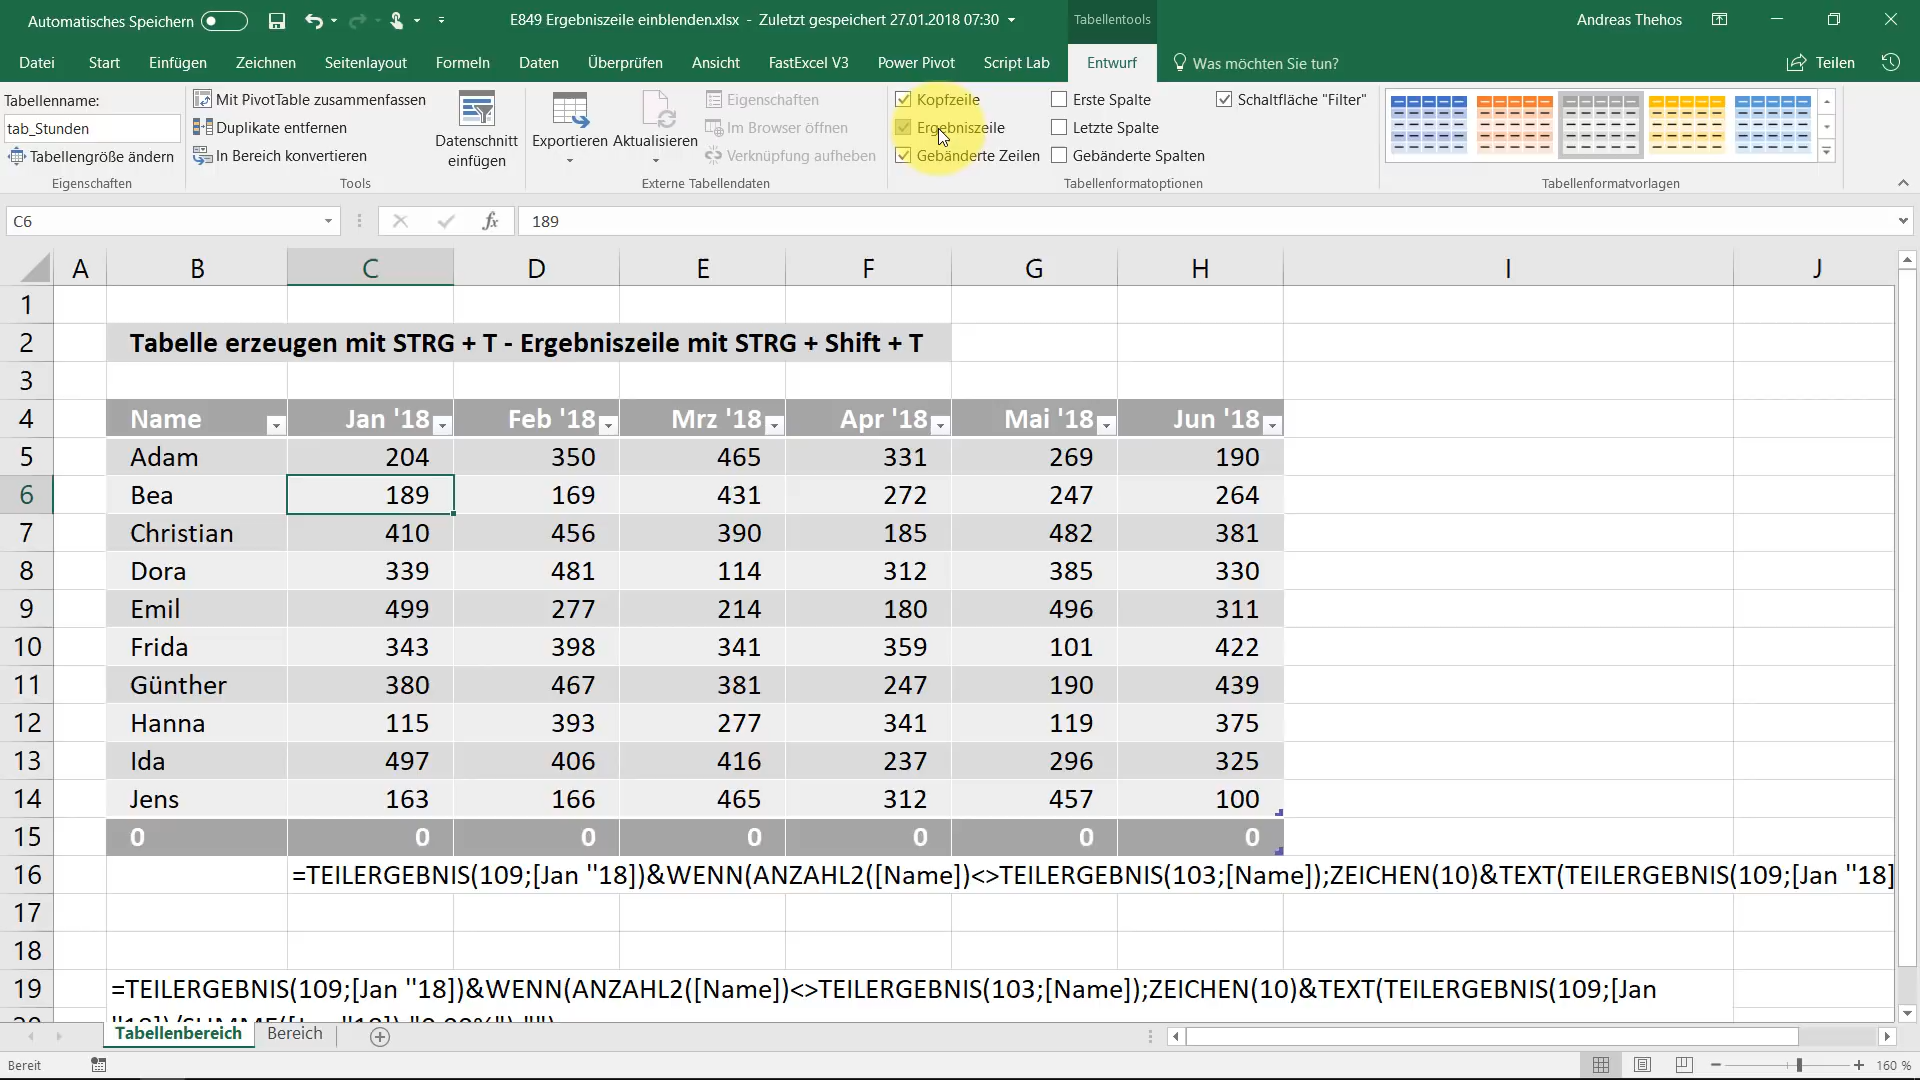 Automatisches Speichern
E849 Ergebniszeile einblenden.xlsx - Zuletzt gespeichert 27.01.2018 07:30
Tabellentools
Andreas Thehos
Datei Start Einfügen Zeichnen Seitenlayout Formeln Daten Überprüfen Ansicht FastExcel V3 Power Pivot Script Lab Entwurf Was möchten Sie tun? Teilen
Tabellenname:
tab_Stunden
Tabellengröße ändern
Eigenschaften
Mit PivotTable zusammenfassen
Duplikate entfernen
In Bereich konvertieren
Tools
Datenschnitt
einfügen
Exportieren
Aktualisieren
Eigenschaften
Im Browser öffnen
Verknüpfung aufheben
Externe Tabellendaten
Kopfzeile
Ergebniszeile
Gebänderte Zeilen
Erste Spalte
Letzte Spalte
Gebänderte Spalten
Schaltfläche "Filter"
Tabellenformatoptionen
Tabellenformatvorlagen
C6 fx 189
A B C D E F G H I J
1
2 Tabelle erzeugen mit STRG + T - Ergebniszeile mit STRG + Shift + T
3
4 Name Jan '18 Feb '18 Mrz '18 Apr '18 Mai '18 Jun '18
5 Adam 204 350 465 331 269 190
6 Bea 189 169 431 272 247 264
7 Christian 410 456 390 185 482 381
8 Dora 339 481 114 312 385 330
9 Emil 499 277 214 180 496 311
10 Frida 343 398 341 359 101 422
11 Günther 380 467 381 247 190 439
12 Hanna 115 393 277 341 119 375
13 Ida 497 406 416 237 296 325
14 Jens 163 166 465 312 457 100
15 0 0 0 0 0 0 0
16 =TEILERGEBNIS(109;[Jan ''18])&WENN(ANZAHL2([Name])<>TEILERGEBNIS(103;[Name]);ZEICHEN(10)&TEXT(TEILERGEBNIS(109;[Jan ''18]
17
18
19 =TEILERGEBNIS(109;[Jan ''18])&WENN(ANZAHL2([Name])<>TEILERGEBNIS(103;[Name]);ZEICHEN(10)&TEXT(TEILERGEBNIS(109;[Jan
Tabellenbereich Bereich
Bereit
160 %